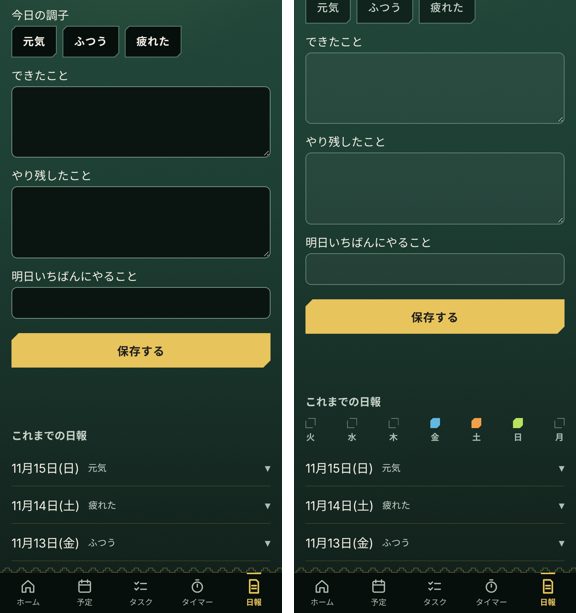 今日の調子
元気 ふつう 疲れた
できたこと
やり残したこと
明日いちばんにやること
保存する
これまでの日報
11月15日(日) 元気 ▼
11月14日(土) 疲れた ▼
11月13日(金) ふつう ▼
ホーム 予定 タスク タイマー 日報
元気 ふつう 疲れた
できたこと
やり残したこと
明日いちばんにやること
保存する
これまでの日報
火 水 木 金 土 日 月
11月15日(日) 元気 ▼
11月14日(土) 疲れた ▼
11月13日(金) ふつう ▼
ホーム 予定 タスク タイマー 日報